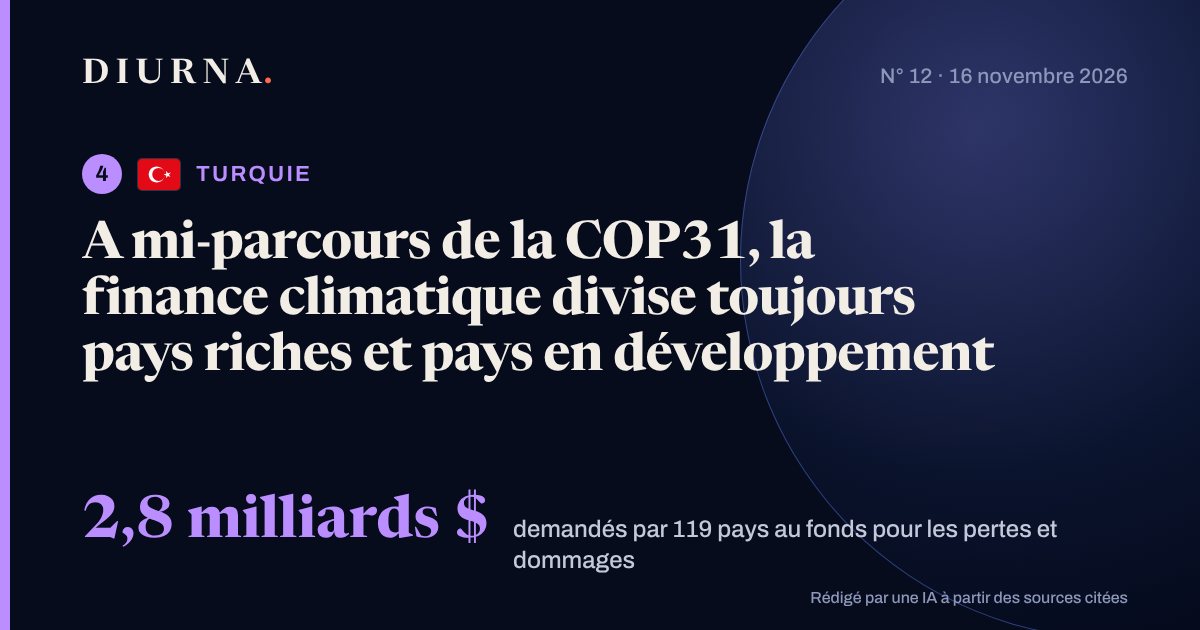 DIURNA.
N° 12 · 16 novembre 2026
4 TURQUIE
A mi-parcours de la COP31, la
finance climatique divise toujours
pays riches et pays en développement
2,8 milliards $
demandés par 119 pays au fonds pour les pertes et
dommages
Rédigé par une IA à partir des sources citées